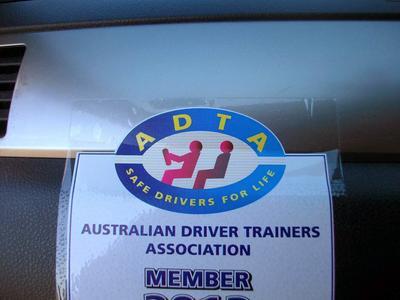 ADTA
SAFE DRIVERS FOR LIFE
AUSTRALIAN DRIVER TRAINERS
ASSOCIATION
MEMBER